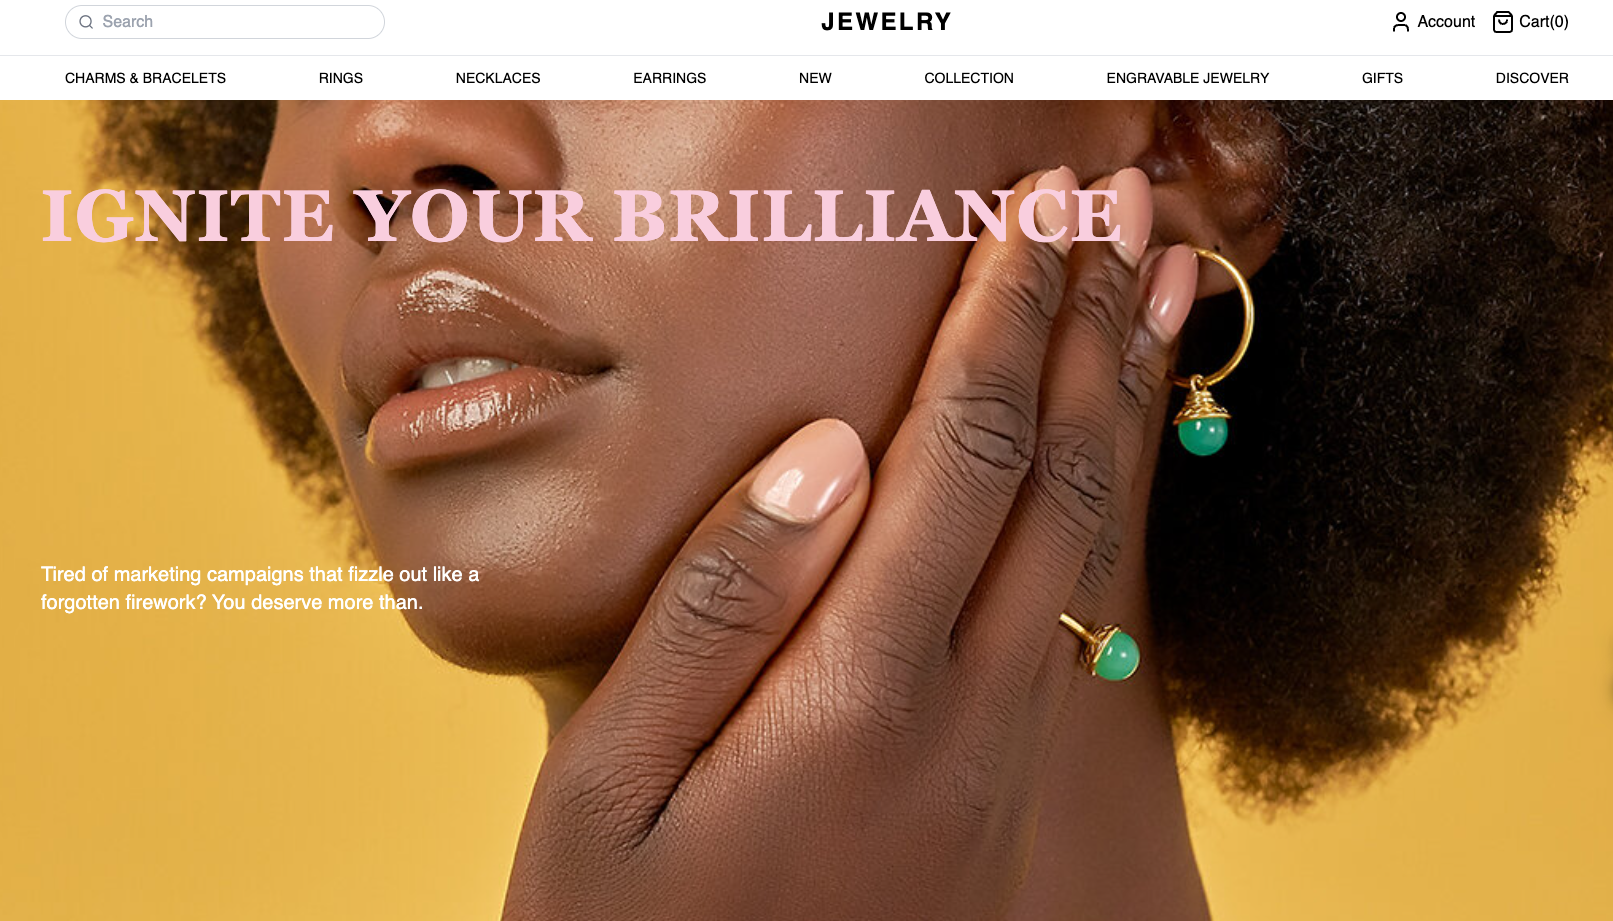 Search
JEWELRY
Account
Cart(0)
CHARMS & BRACELETS
RINGS
NECKLACES
EARRINGS
NEW
COLLECTION
ENGRAVABLE JEWELRY
GIFTS
DISCOVER
IGNITE YOUR BRILLIANCE
Tired of marketing campaigns that fizzle out like a
forgotten firework? You deserve more than.